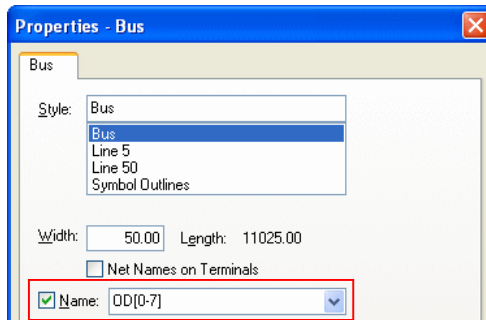 Properties - Bus
Bus
Style: Bus
Bus
Line 5
Line 50
Symbol Outlines
Width: 50.00 Length: 11025.00
Net Names on Terminals
Name: OD[0-7]